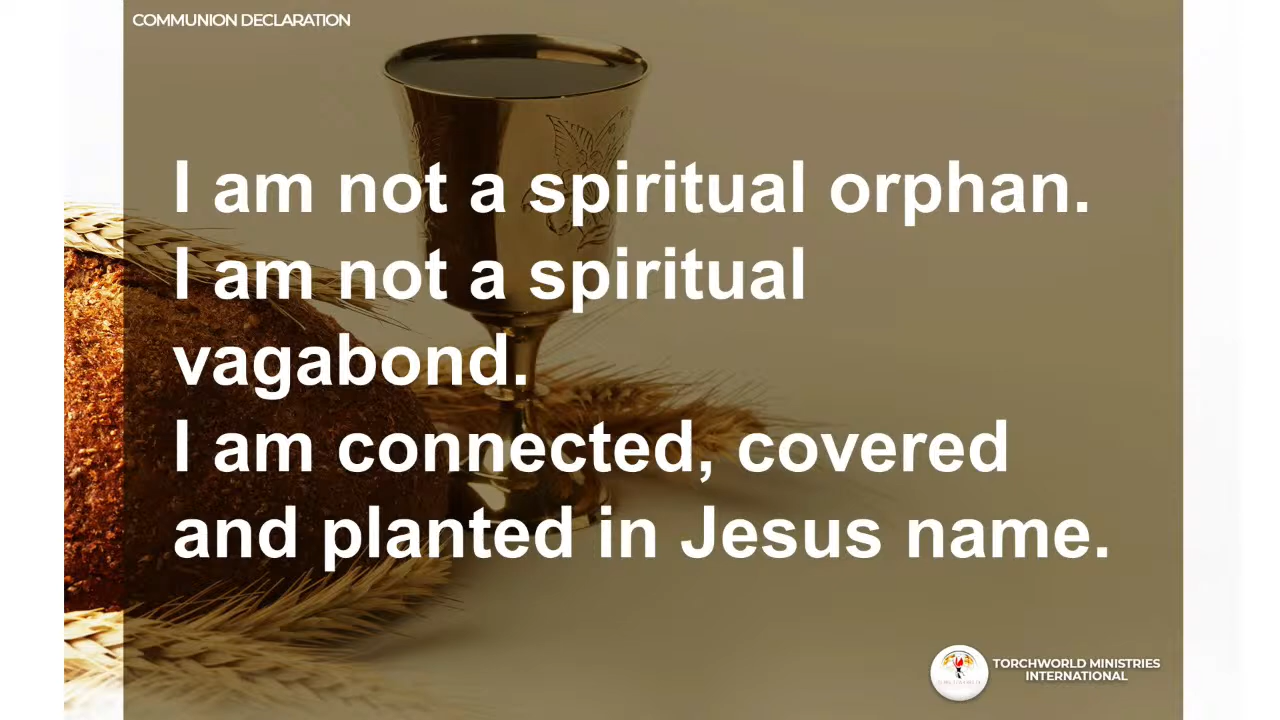 COMMUNION DECLARATION
I am not a spiritual orphan.
I am not a spiritual
vagabond.
I am connected, covered
and planted in Jesus name.
TORCHWORLD MINISTRIES
INTERNATIONAL